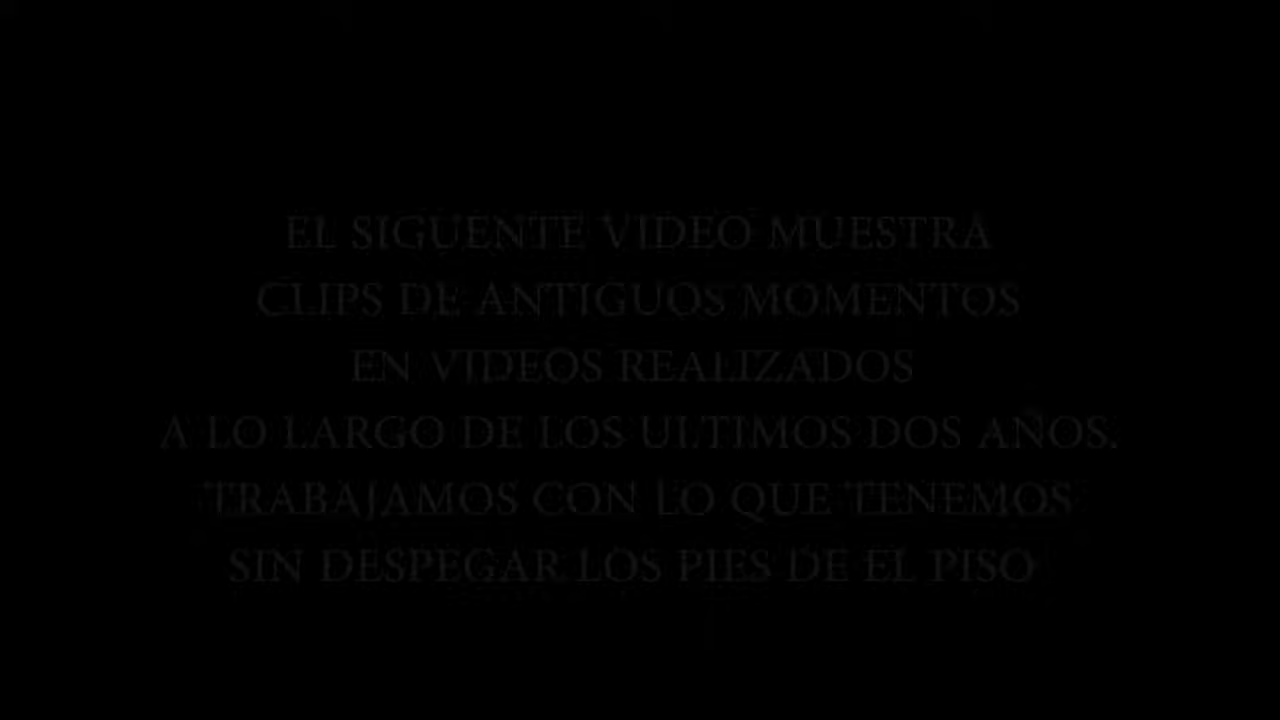 EL SIGUENTE VIDEO MUESTRA
CLIPS DE ANTIGUOS MOMENTOS
EN VIDEOS REALIZADOS
A LO LARGO DE LOS ULTIMOS DOS AÑOS.
TRABAJAMOS CON LO QUE TENEMOS
SIN DESPEGAR LOS PIES DE EL PISO